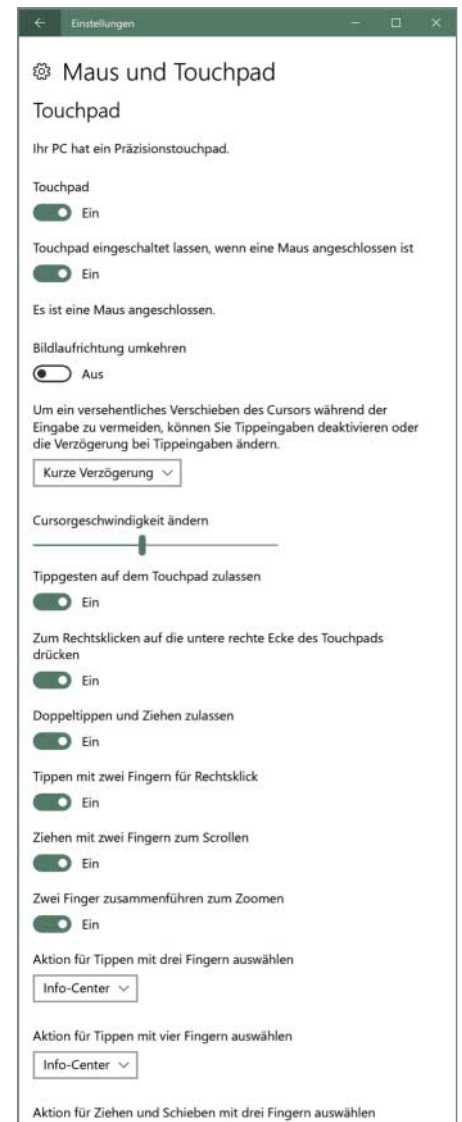 Einstellungen
Maus und Touchpad
Touchpad
Ihr PC hat ein Präzisionstouchpad.
Touchpad
Ein
Touchpad eingeschaltet lassen, wenn eine Maus angeschlossen ist
Ein
Es ist eine Maus angeschlossen.
Bildlaufrichtung umkehren
Aus
Um ein versehentliches Verschieben des Cursors während der
Eingabe zu vermeiden, können Sie Tippeingaben deaktivieren oder
die Verzögerung bei Tippeingaben ändern.
Kurze Verzögerung
Cursorgeschwindigkeit ändern
Tippgesten auf dem Touchpad zulassen
Ein
Zum Rechtsklicken auf die untere rechte Ecke des Touchpads
drücken
Ein
Doppeltippen und Ziehen zulassen
Ein
Tippen mit zwei Fingern für Rechtsklick
Ein
Ziehen mit zwei Fingern zum Scrollen
Ein
Zwei Finger zusammenführen zum Zoomen
Ein
Aktion für Tippen mit drei Fingern auswählen
Info-Center
Aktion für Tippen mit vier Fingern auswählen
Info-Center
Aktion für Ziehen und Schieben mit drei Fingern auswählen